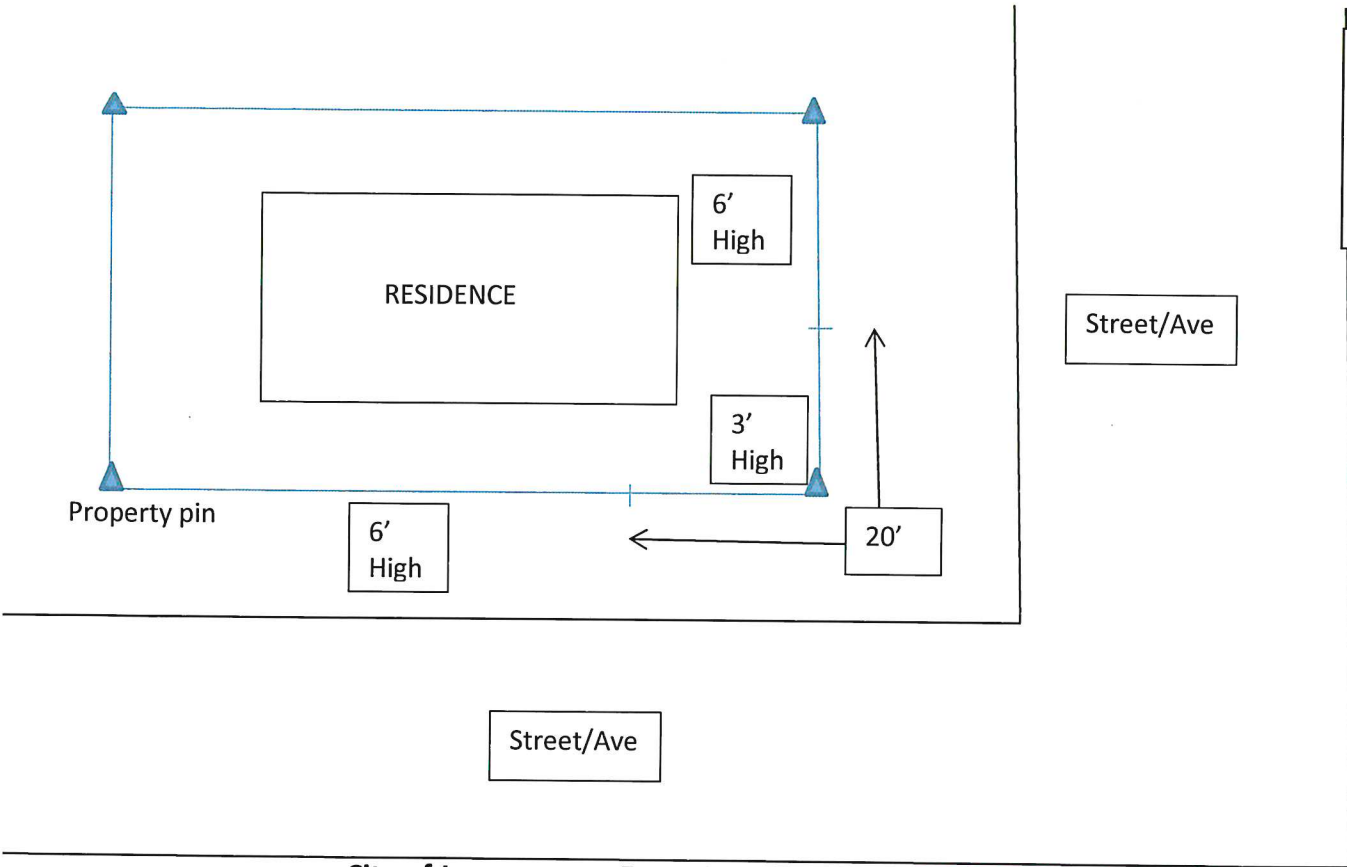 6’
High
RESIDENCE
Street/Ave
3’
High
Property pin
6’
High
20’
Street/Ave